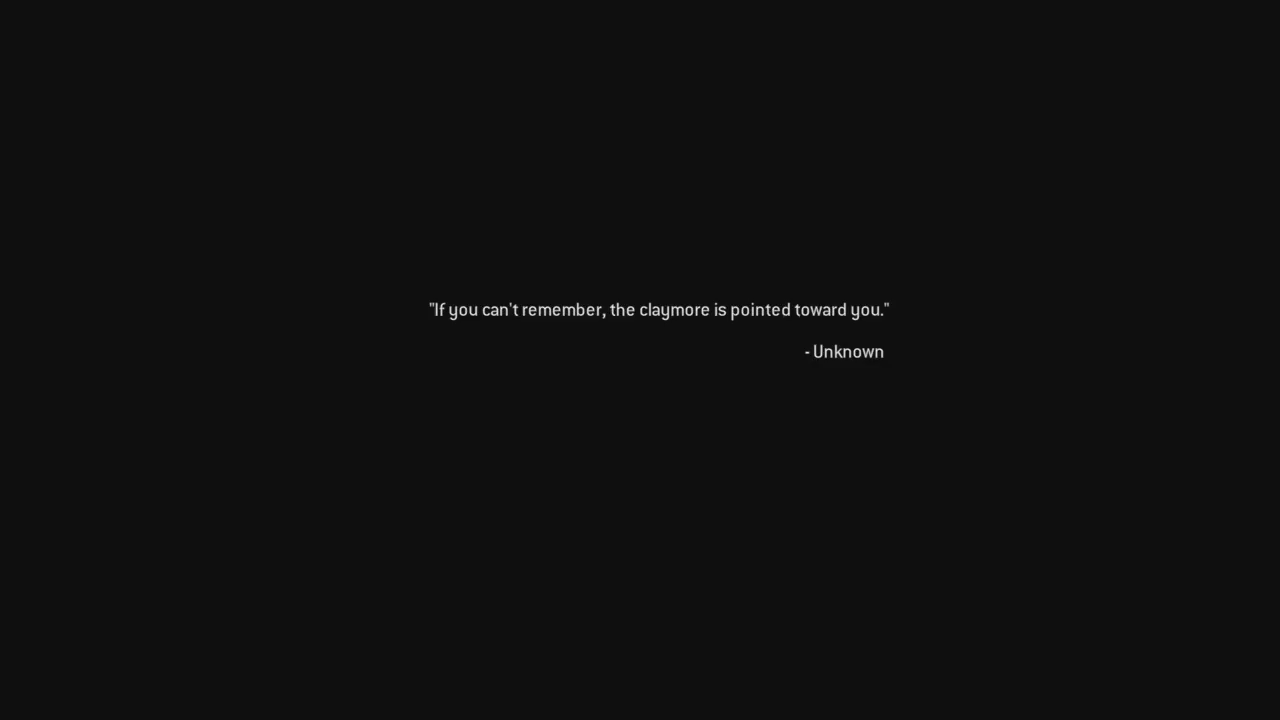 "If you can't remember, the claymore is pointed toward you."
- Unknown